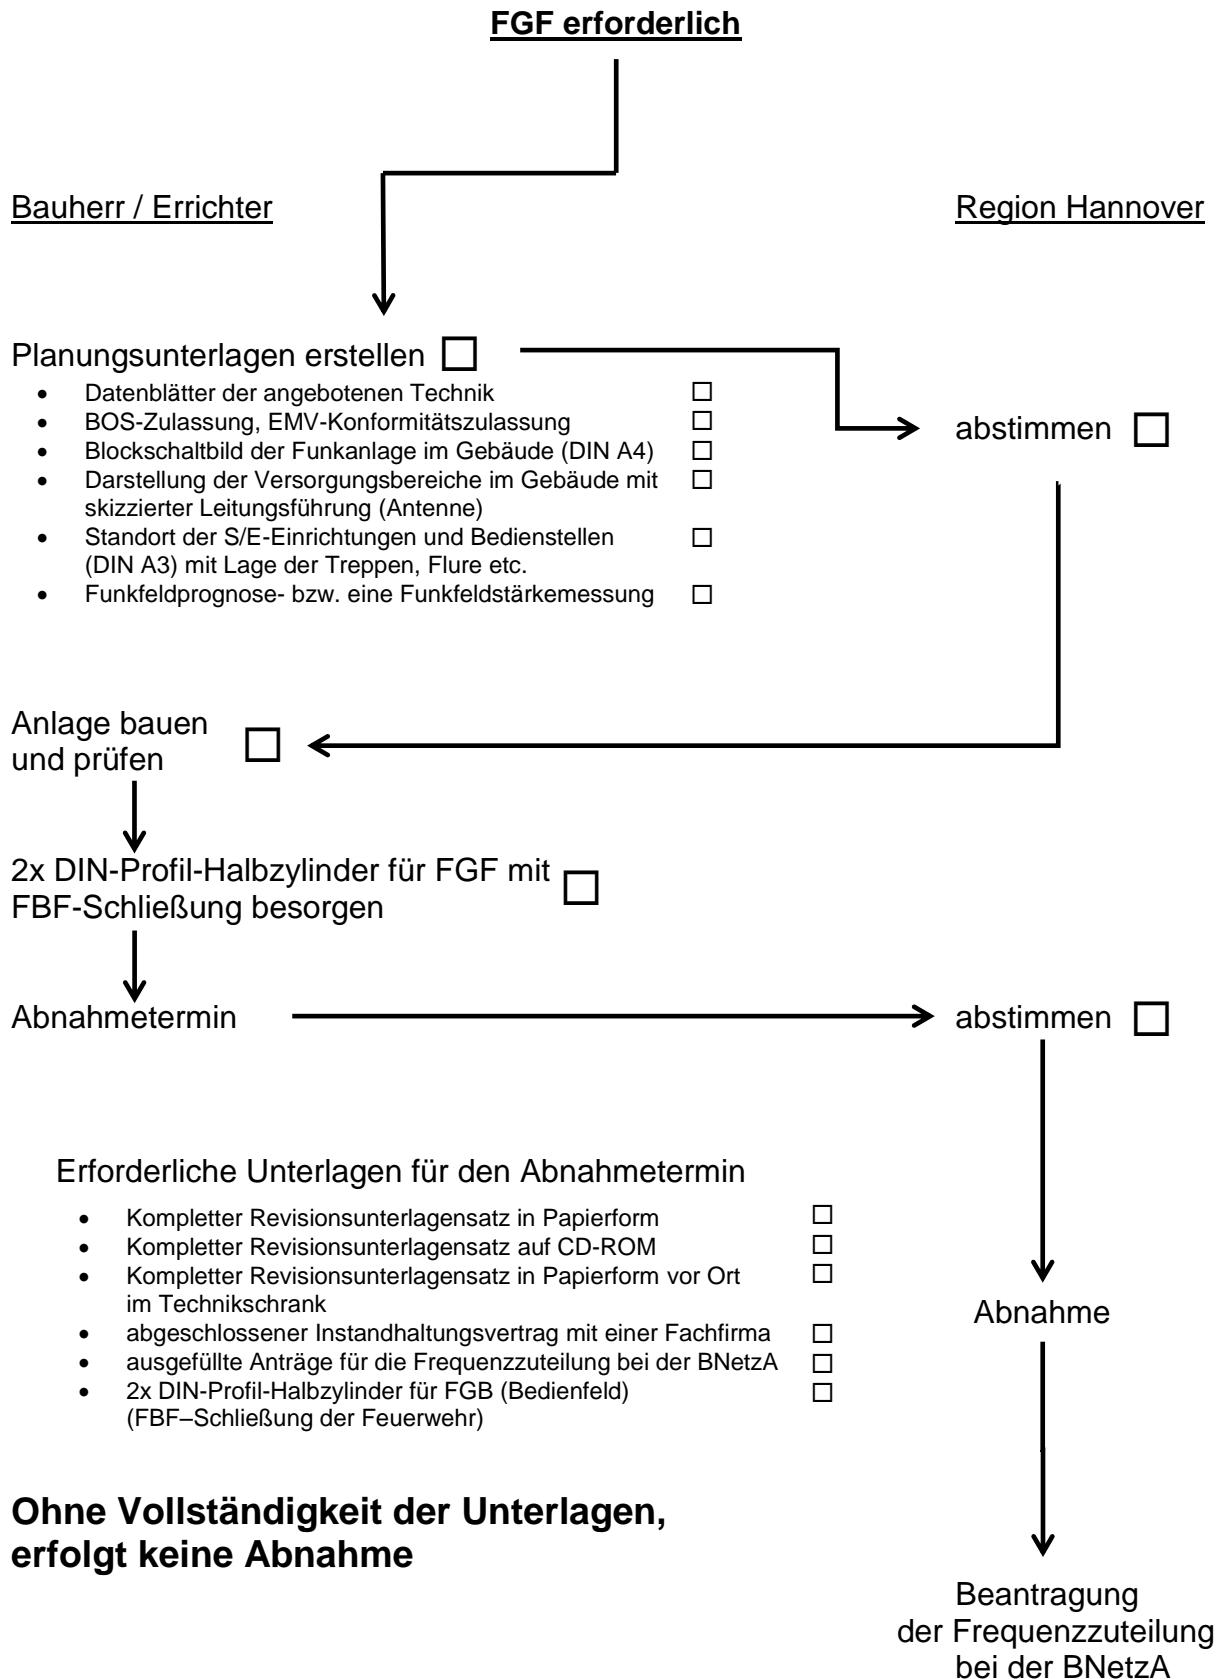 FGF erforderlich
Bauherr / Errichter
Region Hannover
Planungsunterlagen erstellen
• Datenblätter der angebotenen Technik
• BOS-Zulassung, EMV-Konformitätszulassung
• Blockschaltbild der Funkanlage im Gebäude (DIN A4)
• Darstellung der Versorgungsbereiche im Gebäude mit
skizzierter Leitungsführung (Antenne)
• Standort der S/E-Einrichtungen und Bedienstellen
(DIN A3) mit Lage der Treppen, Flure etc.
• Funkfeldprognose- bzw. eine Funkfeldstärkemessung
abstimmen
Anlage bauen
und prüfen
2x DIN-Profil-Halbzylinder für FGF mit
FBF-Schließung besorgen
Abnahmetermin
abstimmen
Erforderliche Unterlagen für den Abnahmetermin
• Kompletter Revisionsunterlagensatz in Papierform
• Kompletter Revisionsunterlagensatz auf CD-ROM
• Kompletter Revisionsunterlagensatz in Papierform vor Ort
im Technikschrank
• abgeschlossener Instandhaltungsvertrag mit einer Fachfirma
• ausgefüllte Anträge für die Frequenzzuteilung bei der BNetzA
• 2x DIN-Profil-Halbzylinder für FGB (Bedienfeld)
(FBF–Schließung der Feuerwehr)
Abnahme
Ohne Vollständigkeit der Unterlagen,
erfolgt keine Abnahme
Beantragung
der Frequenzzuteilung
bei der BNetzA